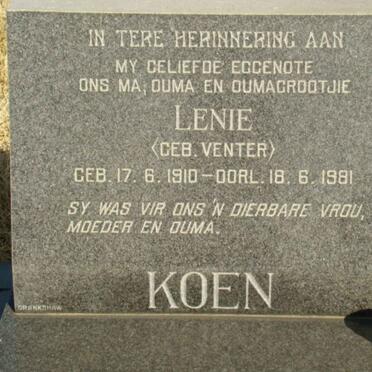 IN TERE HERINNERING AAN
MY GELIEFDE EGGENOTE
ONS MA, OUMA EN OUMAGROOTJIE
LENIE
(GEB. VENTER)
GEB. 17. 6. 1910 – OORL. 18. 6. 1981
SY WAS VIR ONS 'N DIERBARE VROU,
MOEDER EN OUMA.
KOEN
CRANKSHAW